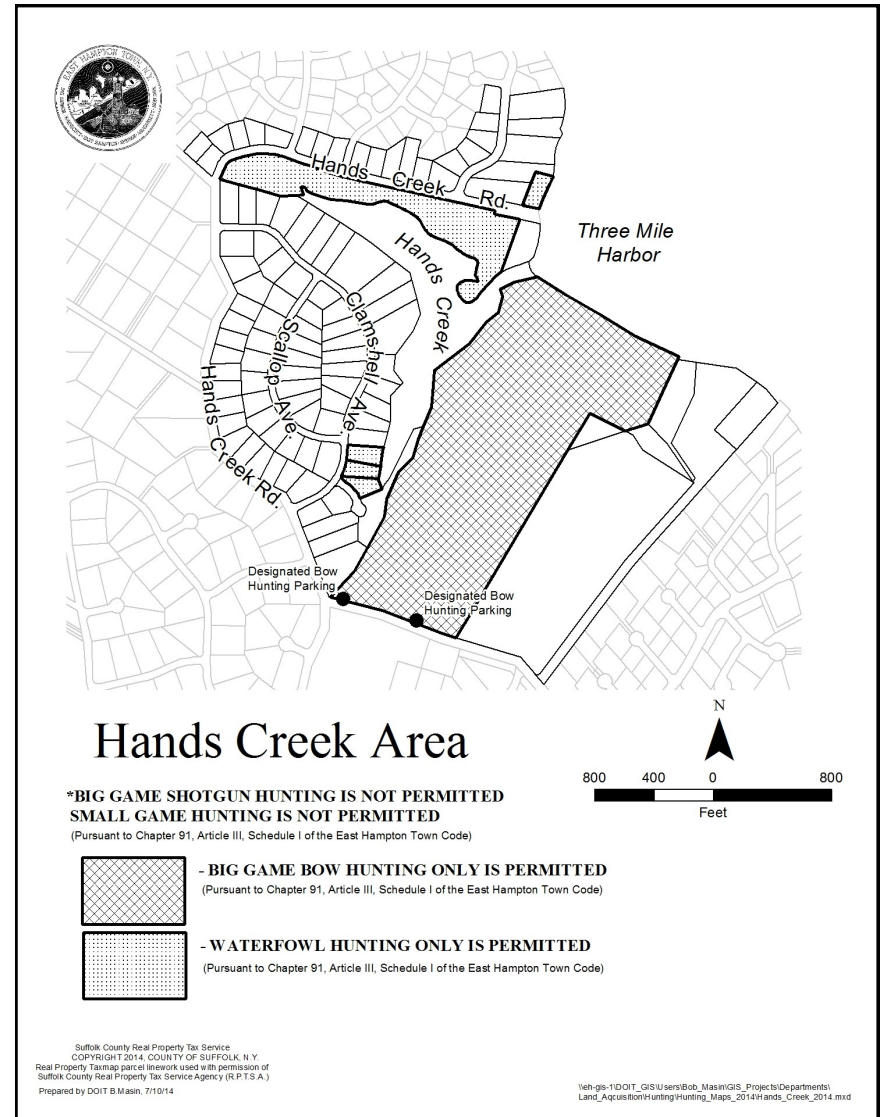 EAST HAMPTON TOWN, N.Y.
Hands Creek Rd.
Three Mile
Harbor
Hands Creek
Clamshell Ave.
Scallop Ave.
Hands Creek Rd.
Designated Bow
Hunting Parking
Designated Bow
Hunting Parking
Hands Creek Area
N
800 400 0 800
Feet
*BIG GAME SHOTGUN HUNTING IS NOT PERMITTED
SMALL GAME HUNTING IS NOT PERMITTED
(Pursuant to Chapter 91, Article III, Schedule I of the East Hampton Town Code)
- BIG GAME BOW HUNTING ONLY IS PERMITTED
(Pursuant to Chapter 91, Article III, Schedule I of the East Hampton Town Code)
- WATERFOWL HUNTING ONLY IS PERMITTED
(Pursuant to Chapter 91, Article III, Schedule I of the East Hampton Town Code)
Suffolk County Real Property Tax Service
COPYRIGHT 2014, COUNTY OF SUFFOLK, N.Y.
Real Property Taxmap parcel linework used with permission of
Suffolk County Real Property Tax Service Agency (R.P.T.S.A.)
Prepared by DOIT B.Masin, 7/10/14
\\eh-gis-1\DOIT_GIS\Users\Bob_Masin\GIS_Projects\Departments\
Land_Aqcuisition\Hunting\Hunting_Maps_2014\Hands_Creek_2014.mxd